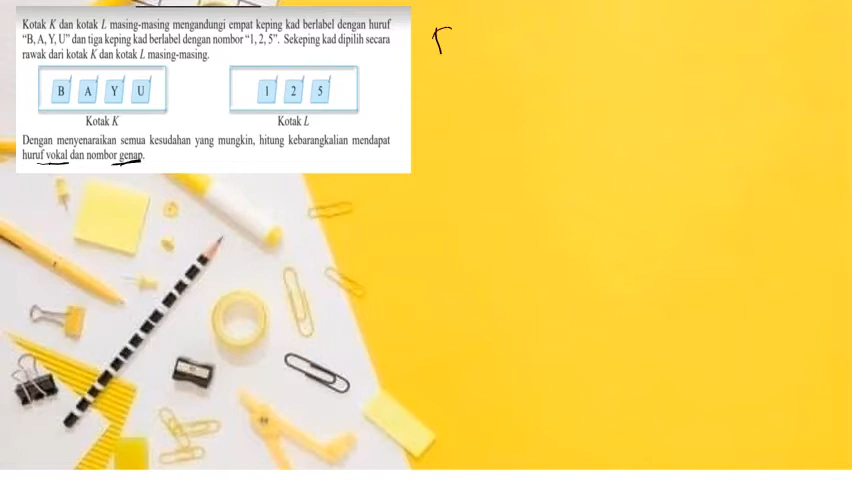 Kotak K dan kotak L masing-masing mengandungi empat keping kad berlabel dengan huruf
“B, A, Y, U” dan tiga keping kad berlabel dengan nombor “1, 2, 5”. Sekeping kad dipilih secara
rawak dari kotak K dan kotak L masing-masing.
B A Y U
1 2 5
Kotak K
Kotak L
Dengan menyenaraikan semua kesudahan yang mungkin, hitung kebarangkalian mendapat
huruf vokal dan nombor genap.